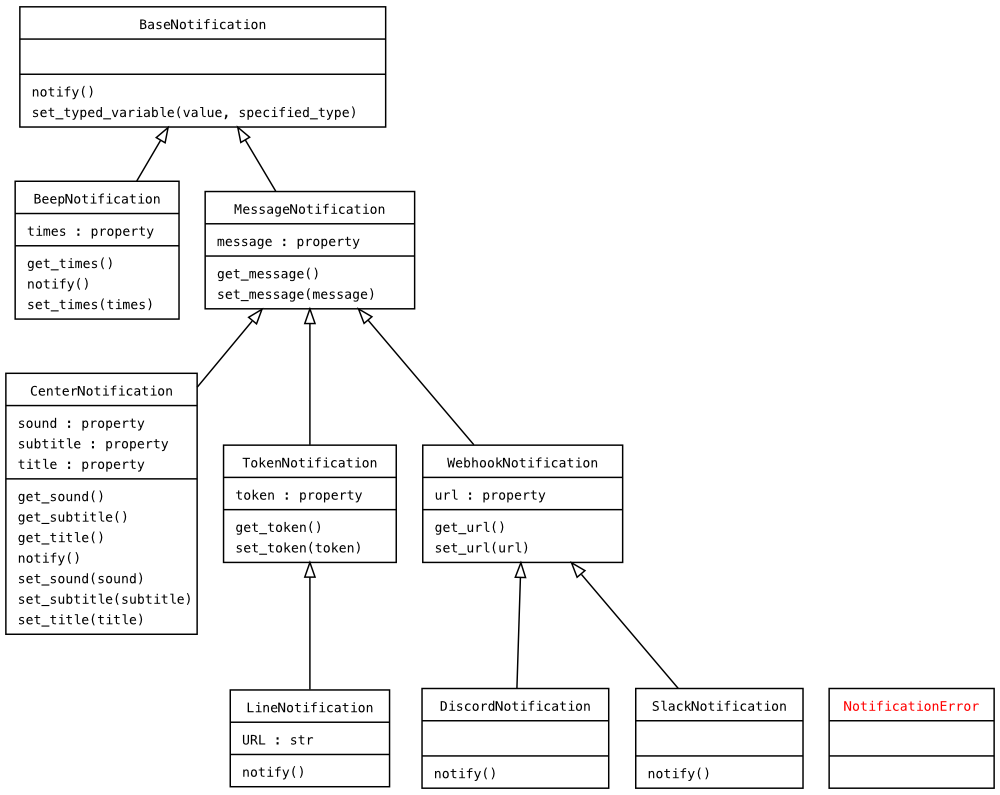 BaseNotification
notify()
set_typed_variable(value, specified_type)
BeepNotification
times : property
get_times()
notify()
set_times(times)
MessageNotification
message : property
get_message()
set_message(message)
CenterNotification
sound : property
subtitle : property
title : property
get_sound()
get_subtitle()
get_title()
notify()
set_sound(sound)
set_subtitle(subtitle)
set_title(title)
TokenNotification
token : property
get_token()
set_token(token)
WebhookNotification
url : property
get_url()
set_url(url)
LineNotification
URL : str
notify()
DiscordNotification
notify()
SlackNotification
notify()
NotificationError